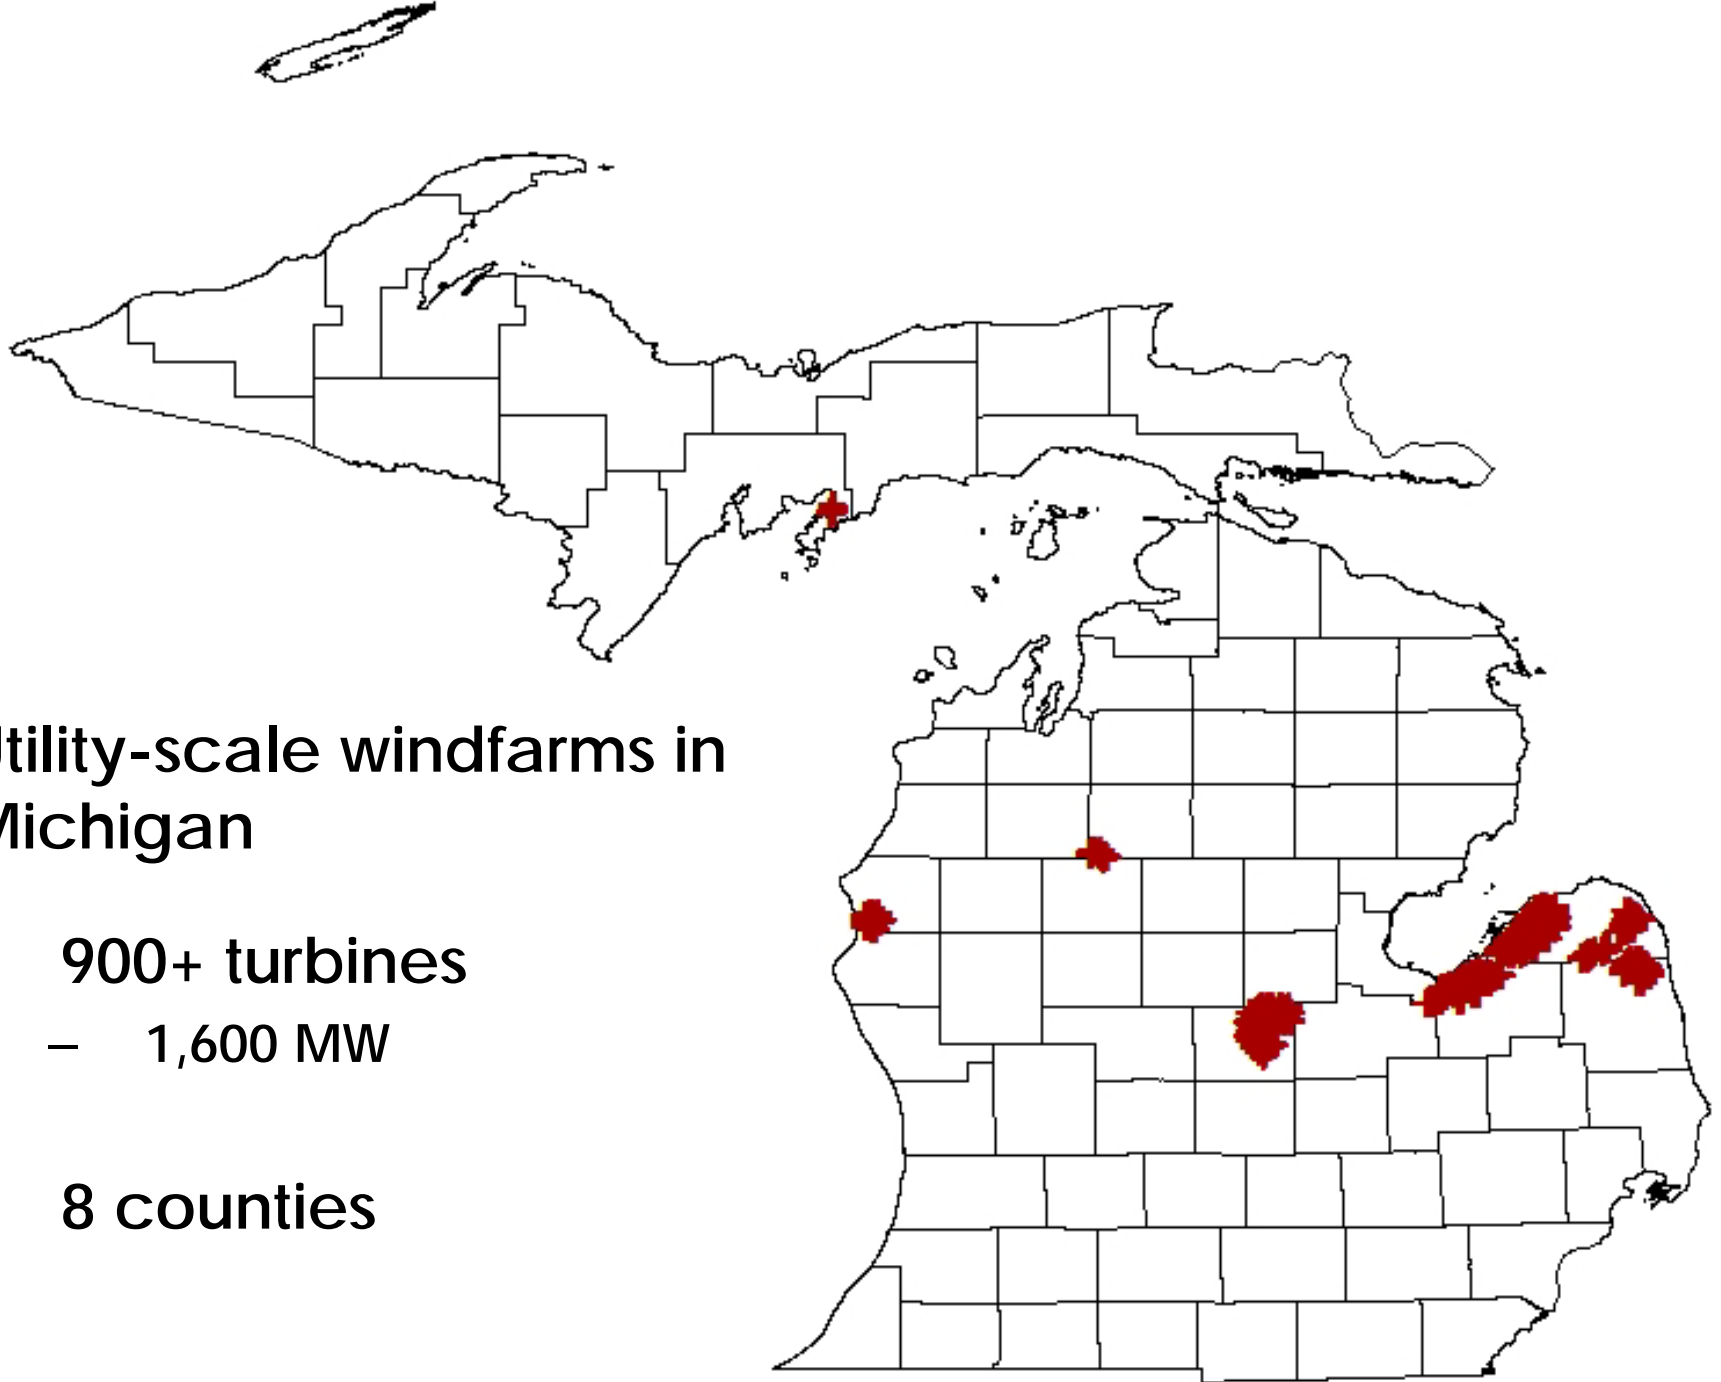 tility-scale windfarms in
Michigan
900+ turbines
– 1,600 MW
8 counties